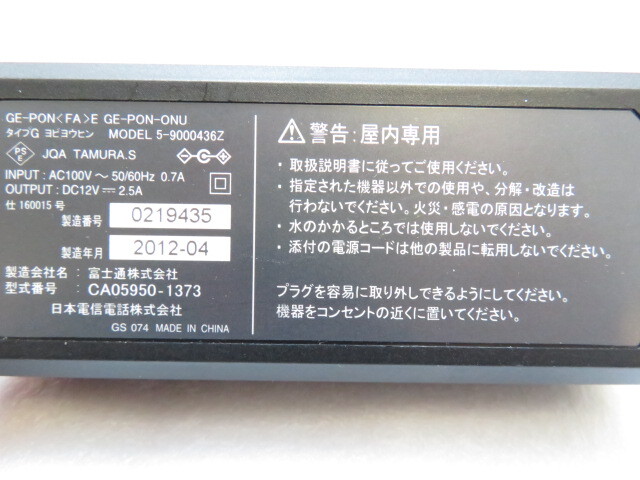 GE-PON<FA>E GE-PON-ONU
タイプG ヨビヨウヒン MODEL 5-9000436Z
PS E JQA TAMURA.S
INPUT : AC100V～50/60Hz 0.7A
OUTPUT : DC12V⎓2.5A
仕 160015 号
製造番号 0219435
製造年月 2012-04
製造会社名 : 富士通株式会社
型式番号 : CA05950-1373
日本電信電話株式会社
GS 074 MADE IN CHINA
警告:屋内専用
・取扱説明書に従ってご使用ください。
・指定された機器以外での使用や、分解・改造は
行わないでください。火災・感電の原因となります。
・水のかかるところでは使用しないでください。
・添付の電源コードは他の製品に転用しないでください。
プラグを容易に取り外しできるようにしてください。
機器をコンセントの近くに置いてください。